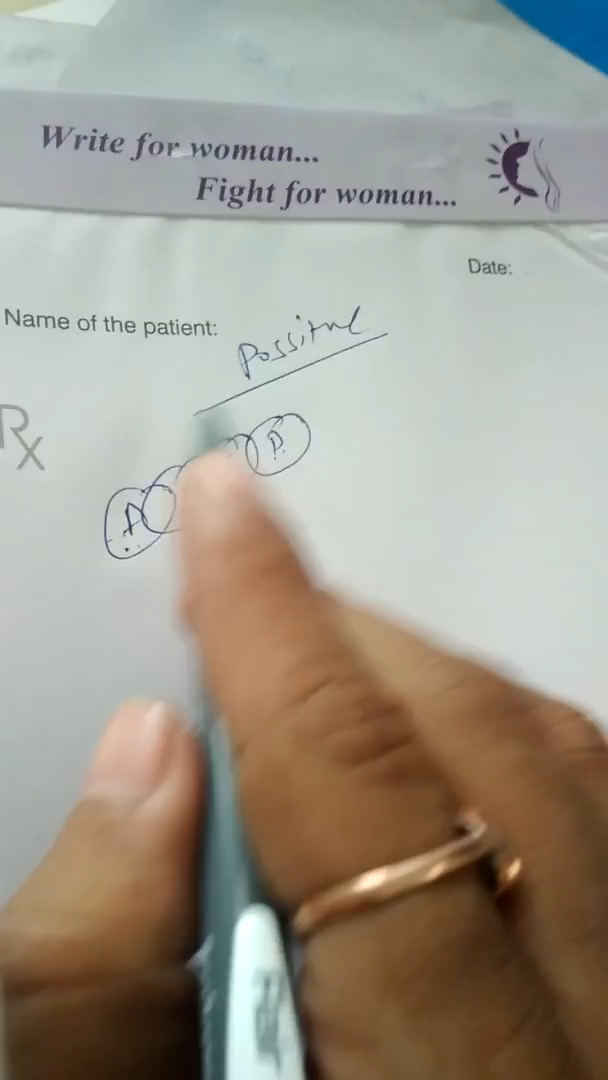 Write for woman...
Fight for woman...
Date:
Name of the patient:
Possitive
Rx
A
B